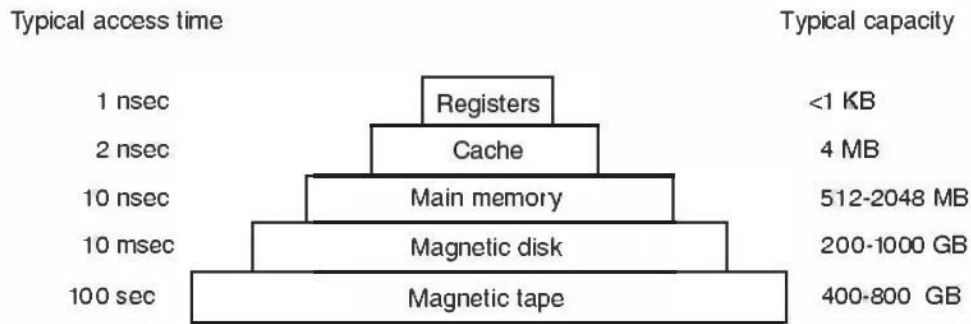 Typical access time Typical capacity
1 nsec Registers <1 KB
2 nsec Cache 4 MB
10 nsec Main memory 512-2048 MB
10 msec Magnetic disk 200-1000 GB
100 sec Magnetic tape 400-800 GB